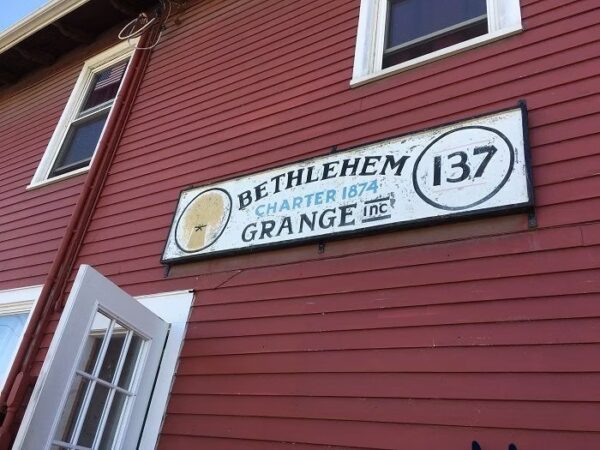 BETHLEHEM
CHARTER 1874
GRANGE INC
137